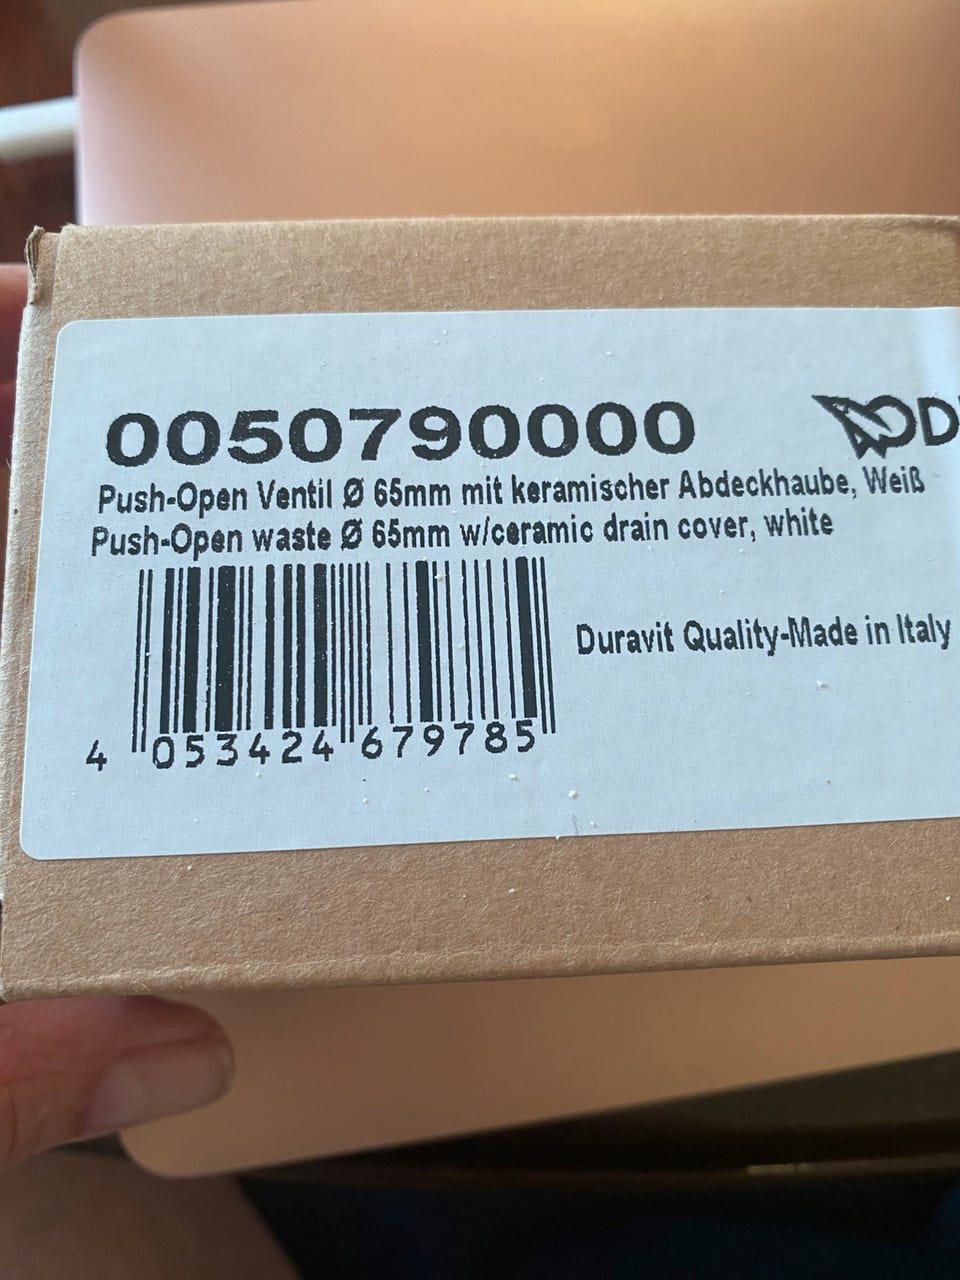 0050790000
Push-Open Ventil Ø 65mm mit keramischer Abdeckhaube, Weiß
Push-Open waste Ø 65mm w/ceramic drain cover, white
Duravit Quality-Made in Italy
4 053424 679785